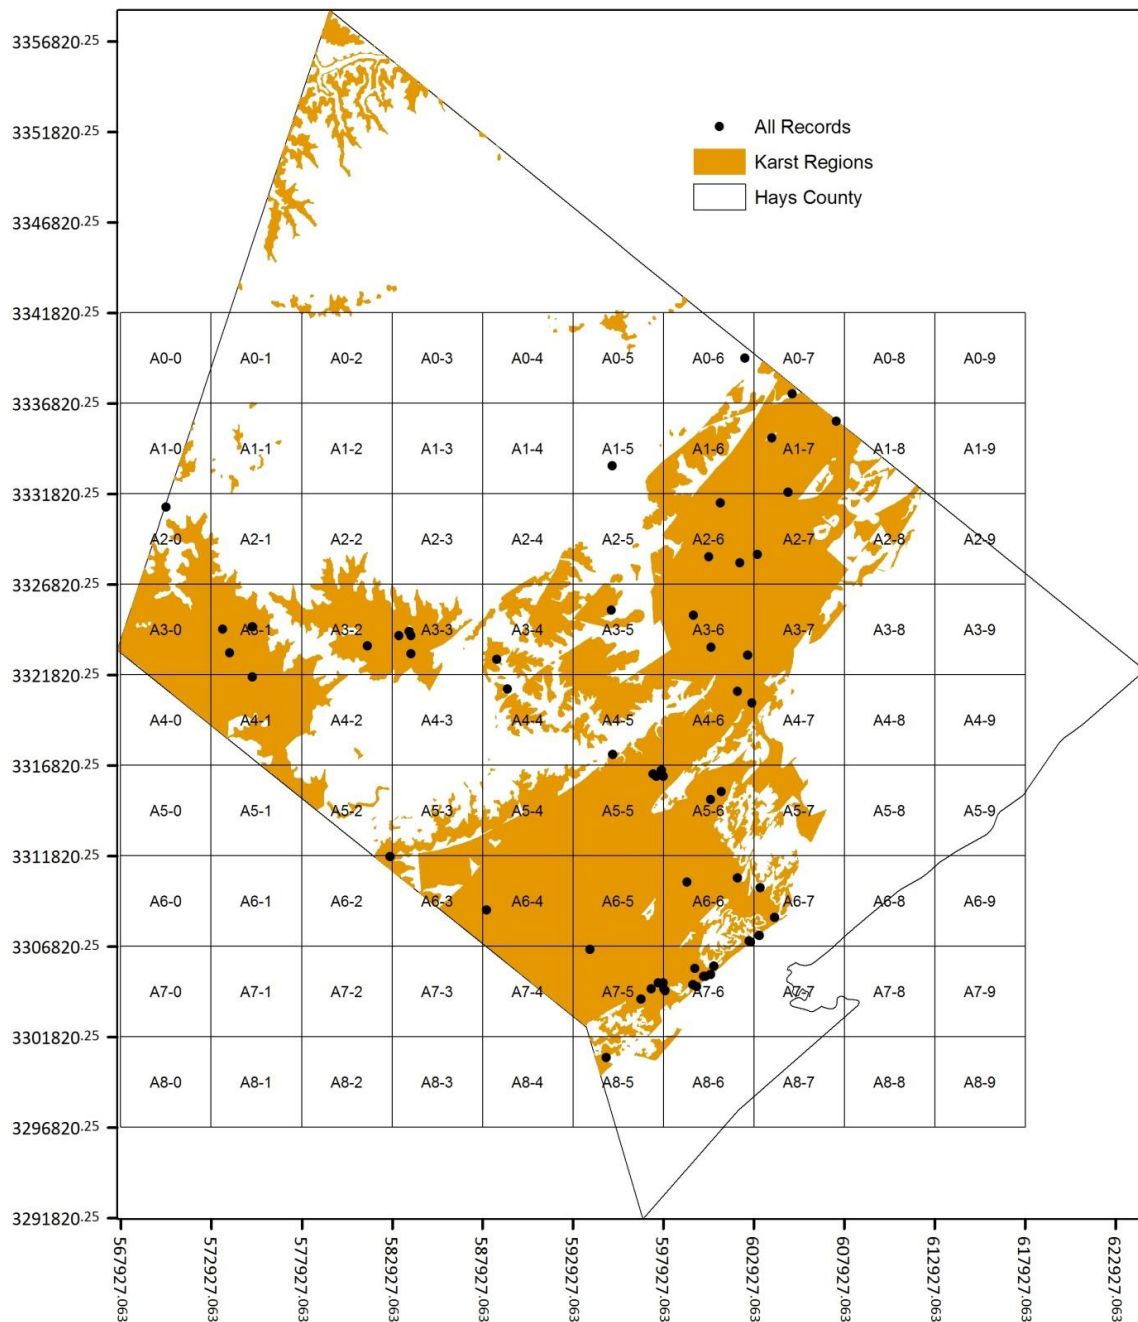 3356820.25
3351820.25
3346820.25
3341820.25
3336820.25
3331820.25
3326820.25
3321820.25
3316820.25
3311820.25
3306820.25
3301820.25
3296820.25
3291820.25
All Records
Karst Regions
Hays County
A0-0 A0-1 A0-2 A0-3 A0-4 A0-5 A0-6 A0-7 A0-8 A0-9
A1-0 A1-1 A1-2 A1-3 A1-4 A1-5 A1-6 A1-7 A1-8 A1-9
A2-0 A2-1 A2-2 A2-3 A2-4 A2-5 A2-6 A2-7 A2-8 A2-9
A3-0 A3-1 A3-2 A3-3 A3-4 A3-5 A3-6 A3-7 A3-8 A3-9
A4-0 A4-1 A4-2 A4-3 A4-4 A4-5 A4-6 A4-7 A4-8 A4-9
A5-0 A5-1 A5-2 A5-3 A5-4 A5-5 A5-6 A5-7 A5-8 A5-9
A6-0 A6-1 A6-2 A6-3 A6-4 A6-5 A6-6 A6-7 A6-8 A6-9
A7-0 A7-1 A7-2 A7-3 A7-4 A7-5 A7-6 A7-7 A7-8 A7-9
A8-0 A8-1 A8-2 A8-3 A8-4 A8-5 A8-6 A8-7 A8-8 A8-9
567927.063
572927.063
577927.063
582927.063
587927.063
592927.063
597927.063
602927.063
607927.063
612927.063
617927.063
622927.063